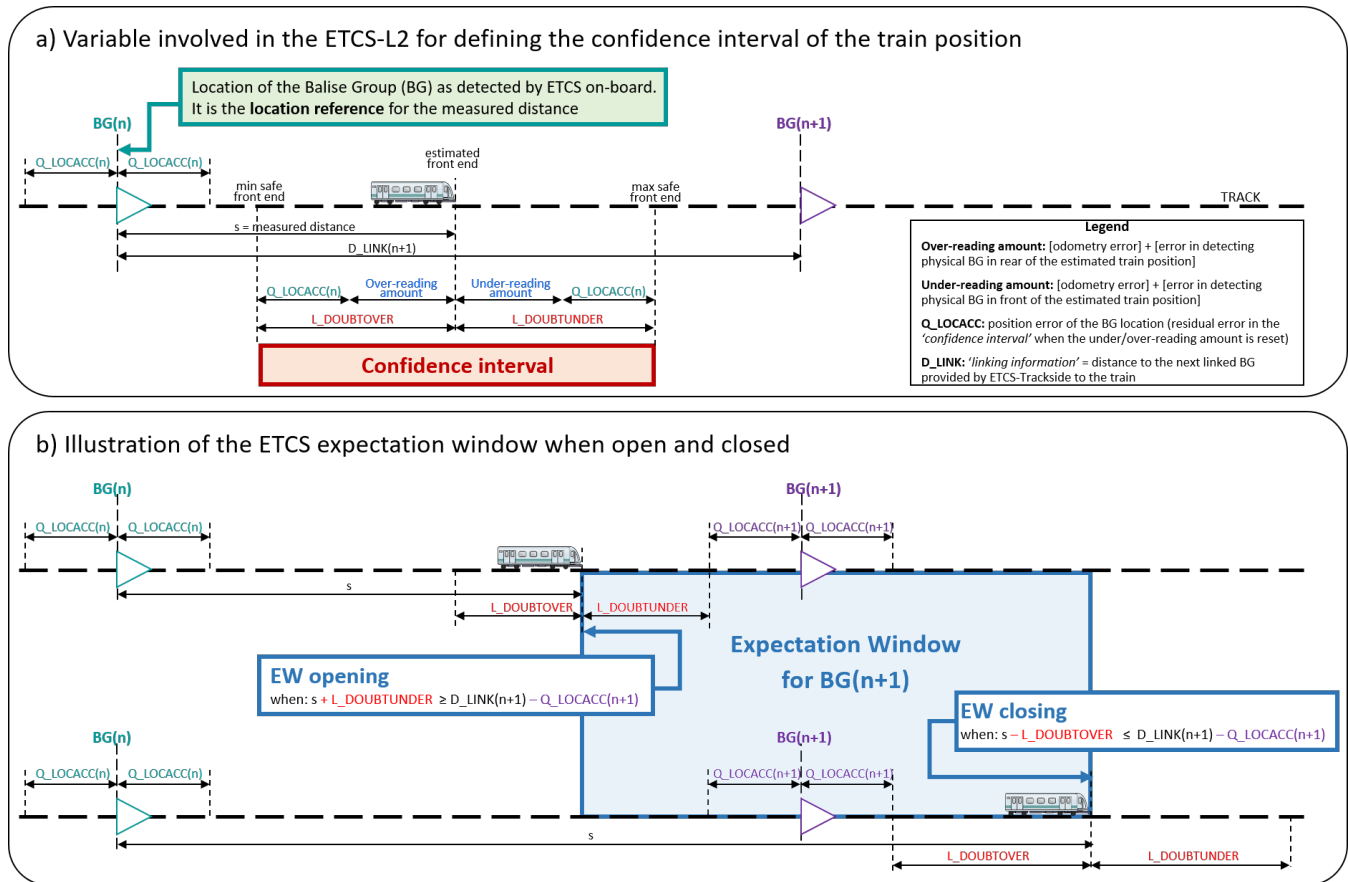 a) Variable involved in the ETCS-L2 for defining the confidence interval of the train position
Location of the Balise Group (BG) as detected by ETCS on-board.
It is the location reference for the measured distance
BG(n)
BG(n+1)
Q_LOCACC(n)
Q_LOCACC(n)
estimated
front end
min safe
front end
max safe
front end
TRACK
s = measured distance
D_LINK(n+1)
Q_LOCACC(n)
Over-reading
amount
Under-reading
amount
Q_LOCACC(n)
L_DOUBTOVER
L_DOUBTUNDER
Confidence interval
Legend
Over-reading amount: [odometry error] + [error in detecting
physical BG in rear of the estimated train position]
Under-reading amount: [odometry error] + [error in detecting
physical BG in front of the estimated train position]
Q_LOCACC: position error of the BG location (residual error in the
‘confidence interval’ when the under/over-reading amount is reset)
D_LINK: ‘linking information’ = distance to the next linked BG
provided by ETCS-Trackside to the train
b) Illustration of the ETCS expectation window when open and closed
BG(n)
BG(n+1)
Q_LOCACC(n)
Q_LOCACC(n)
Q_LOCACC(n+1)
Q_LOCACC(n+1)
s
L_DOUBTOVER
L_DOUBTUNDER
Expectation Window
for BG(n+1)
EW opening
when: s + L_DOUBTUNDER ≥ D_LINK(n+1) – Q_LOCACC(n+1)
EW closing
when: s – L_DOUBTOVER ≤ D_LINK(n+1) – Q_LOCACC(n+1)
BG(n)
BG(n+1)
Q_LOCACC(n)
Q_LOCACC(n)
Q_LOCACC(n+1)
Q_LOCACC(n+1)
s
L_DOUBTOVER
L_DOUBTUNDER